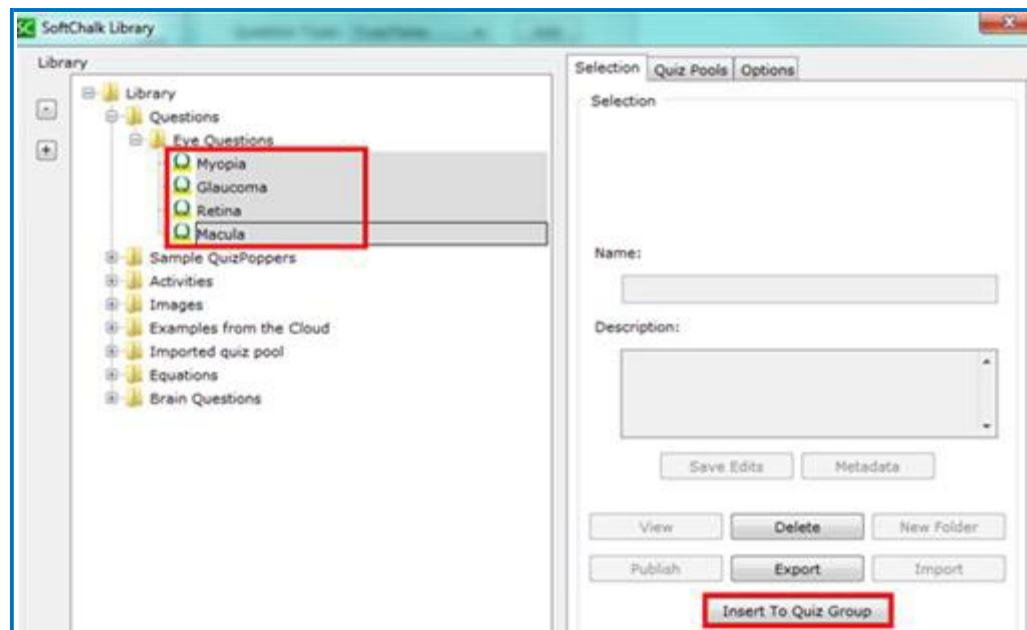 SC SoftChalk Library
Library
Library
Questions
Eye Questions
Myopia
Glaucoma
Retina
Macula
Sample QuizPoppers
Activities
Images
Examples from the Cloud
Imported quiz pool
Equations
Brain Questions
Selection Quiz Pools Options
Selection
Name:
Description:
Save Edits Metadata
View Delete New Folder
Publish Export Import
Insert To Quiz Group